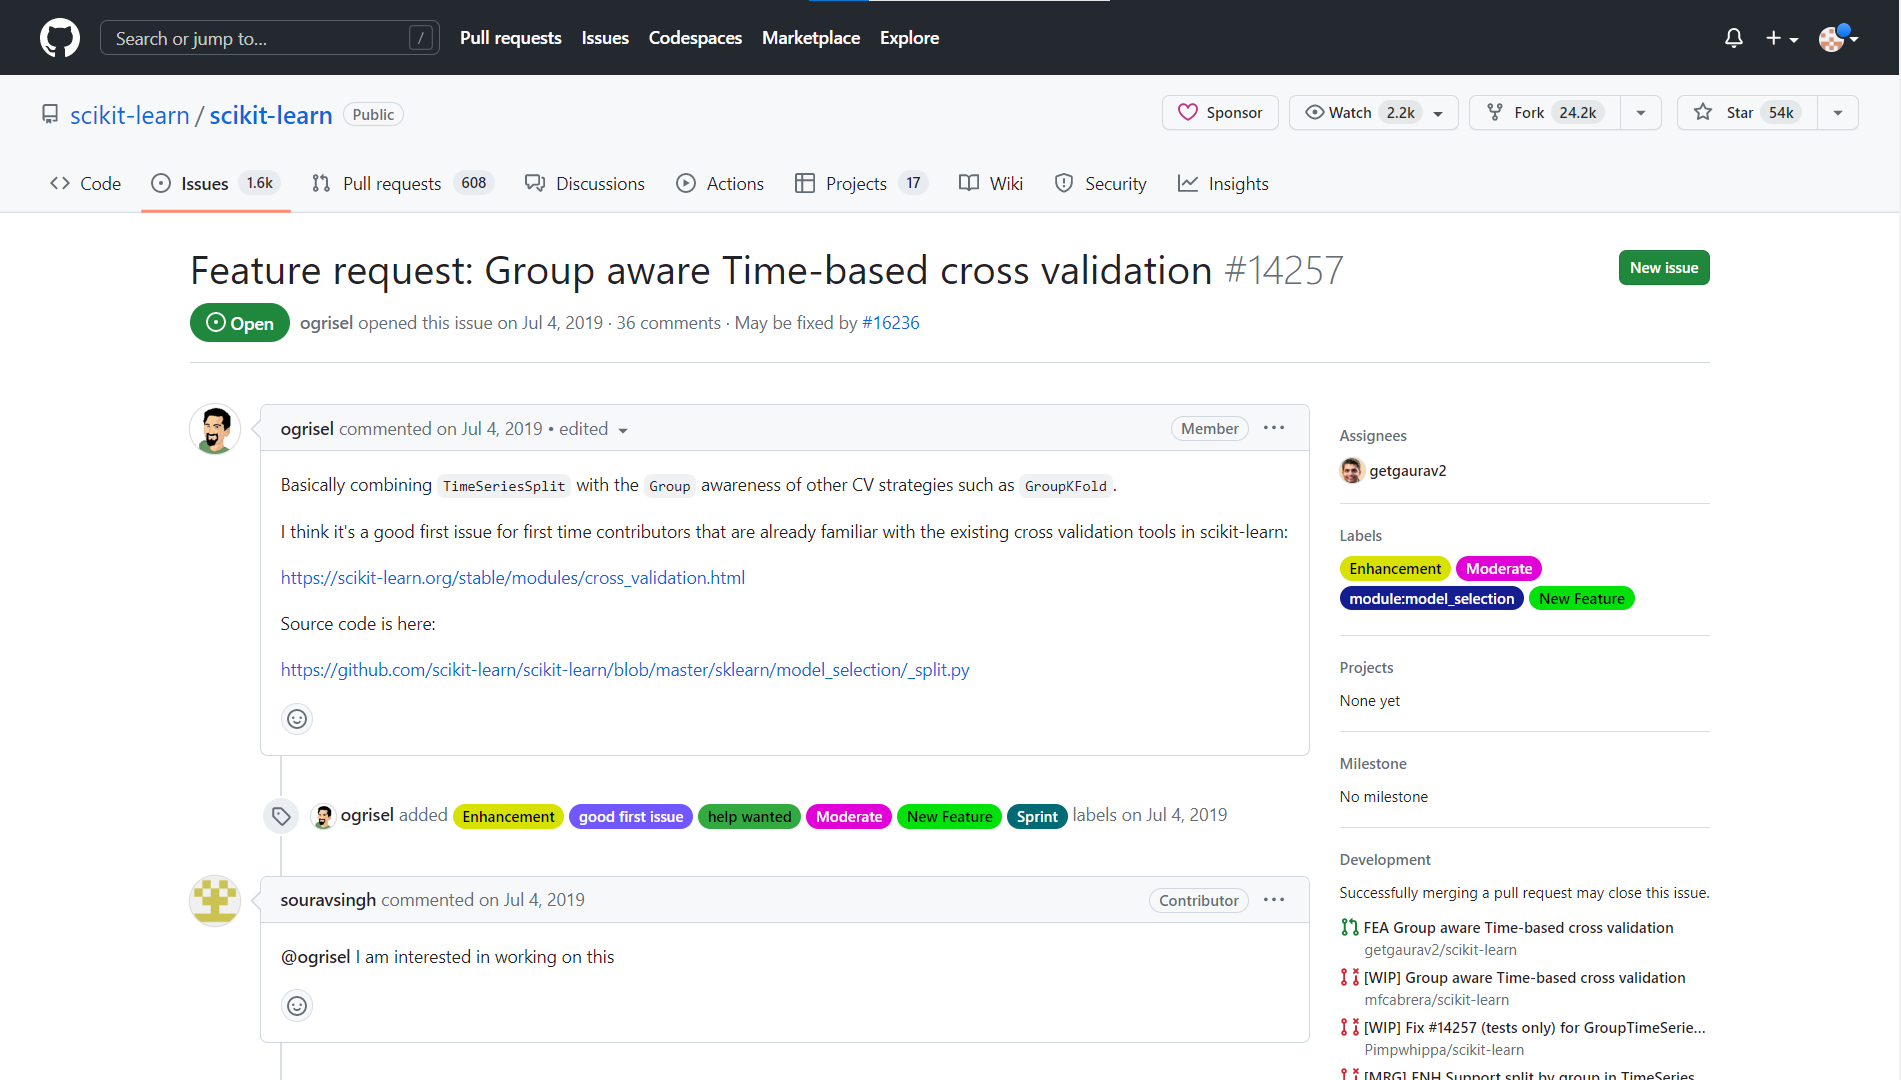 Search or jump to...
/
Pull requests
Issues
Codespaces
Marketplace
Explore
scikit-learn / scikit-learn
Public
Sponsor
Watch 2.2k
Fork 24.2k
Star 54k
Code
Issues 1.6k
Pull requests 608
Discussions
Actions
Projects 17
Wiki
Security
Insights
Feature request: Group aware Time-based cross validation #14257
New issue
Open
ogrisel opened this issue on Jul 4, 2019 · 36 comments · May be fixed by #16236
ogrisel commented on Jul 4, 2019 • edited
Member
Basically combining TimeSeriesSplit with the Group awareness of other CV strategies such as GroupKFold.
I think it's a good first issue for first time contributors that are already familiar with the existing cross validation tools in scikit-learn:
https://scikit-learn.org/stable/modules/cross_validation.html
Source code is here:
https://github.com/scikit-learn/scikit-learn/blob/master/sklearn/model_selection/_split.py
ogrisel added Enhancement good first issue help wanted Moderate New Feature Sprint labels on Jul 4, 2019
souravsingh commented on Jul 4, 2019
Contributor
@ogrisel I am interested in working on this
Assignees
getgaurav2
Labels
Enhancement Moderate
module:model_selection New Feature
Projects
None yet
Milestone
No milestone
Development
Successfully merging a pull request may close this issue.
FEA Group aware Time-based cross validation
getgaurav2/scikit-learn
[WIP] Group aware Time-based cross validation
mfcabrera/scikit-learn
[WIP] Fix #14257 (tests only) for GroupTimeSerie...
Pimpwhippa/scikit-learn
[MRG] ENH Support split by group in TimeSeries